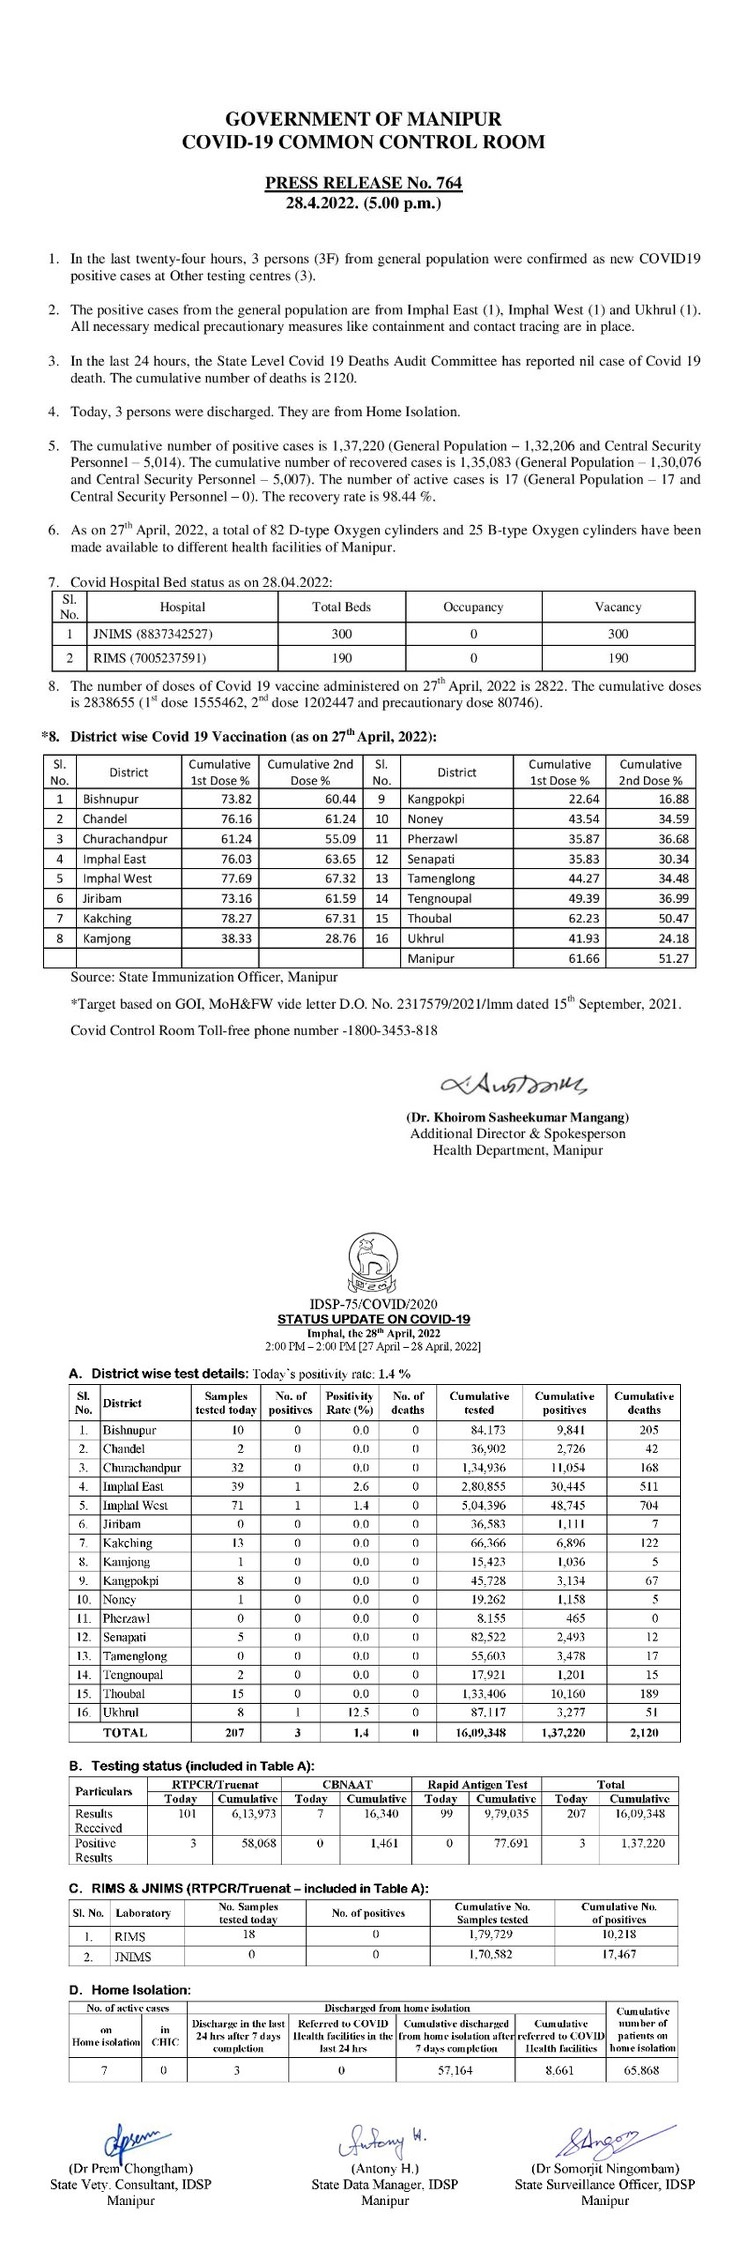 GOVERNMENT OF MANIPUR
COVID-19 COMMON CONTROL ROOM
PRESS RELEASE No. 764
28.4.2022. (5.00 p.m.)
1. In the last twenty-four hours, 3 persons (3F) from general population were confirmed as new COVID19
positive cases at Other testing centres (3).
2. The positive cases from the general population are from Imphal East (1), Imphal West (1) and Ukhrul (1).
All necessary medical precautionary measures like containment and contact tracing are in place.
3. In the last 24 hours, the State Level Covid 19 Deaths Audit Committee has reported nil case of Covid 19
death. The cumulative number of deaths is 2120.
4. Today, 3 persons were discharged. They are from Home Isolation.
5. The cumulative number of positive cases is 1,37,220 (General Population – 1,32,206 and Central Security
Personnel – 5,014). The cumulative number of recovered cases is 1,35,083 (General Population – 1,30,076
and Central Security Personnel – 5,007). The number of active cases is 17 (General Population – 17 and
Central Security Personnel – 0). The recovery rate is 98.44 %.
6. As on 27th April, 2022, a total of 82 D-type Oxygen cylinders and 25 B-type Oxygen cylinders have been
made available to different health facilities of Manipur.
7. Covid Hospital Bed status as on 28.04.2022:
Sl. No. Hospital Total Beds Occupancy Vacancy
1 JNIMS (8837342527) 300 0 300
2 RIMS (7005237591) 190 0 190
8. The number of doses of Covid 19 vaccine administered on 27th April, 2022 is 2822. The cumulative doses
is 2838655 (1st dose 1555462, 2nd dose 1202447 and precautionary dose 80746).
*8. District wise Covid 19 Vaccination (as on 27th April, 2022):
Sl. No. District Cumulative 1st Dose % Cumulative 2nd Dose % Sl. No. District Cumulative 1st Dose % Cumulative 2nd Dose %
1 Bishnupur 73.82 60.44 9 Kangpokpi 22.64 16.88
2 Chandel 76.16 61.24 10 Noney 43.54 34.59
3 Churachandpur 61.24 55.09 11 Pherzawl 35.87 36.68
4 Imphal East 76.03 63.65 12 Senapati 35.83 30.34
5 Imphal West 77.69 67.32 13 Tamenglong 44.27 34.48
6 Jiribam 73.16 61.59 14 Tengnoupal 49.39 36.99
7 Kakching 78.27 67.31 15 Thoubal 62.23 50.47
8 Kamjong 38.33 28.76 16 Ukhrul 41.93 24.18
Manipur 61.66 51.27
Source: State Immunization Officer, Manipur
*Target based on GOI, MoH&FW vide letter D.O. No. 2317579/2021/Imm dated 15th September, 2021.
Covid Control Room Toll-free phone number -1800-3453-818
(Dr. Khoirom Sasheekumar Mangang)
Additional Director & Spokesperson
Health Department, Manipur
IDSP-75/COVID/2020
STATUS UPDATE ON COVID-19
Imphal, the 28th April, 2022
2:00 PM – 2:00 PM [27 April – 28 April, 2022]
A. District wise test details: Today's positivity rate: 1.4 %
Sl. No. District Samples tested today No. of positives Positivity Rate (%) No. of deaths Cumulative tested Cumulative positives Cumulative deaths
1. Bishnupur 10 0 0.0 0 84,173 9,841 205
2. Chandel 2 0 0.0 0 36,902 2,726 42
3. Churachandpur 32 0 0.0 0 1,34,936 11,054 168
4. Imphal East 39 1 2.6 0 2,80,855 30,445 511
5. Imphal West 71 1 1.4 0 5,04,396 48,745 704
6. Jiribam 0 0 0.0 0 36,583 1,111 7
7. Kakching 13 0 0.0 0 66,366 6,896 122
8. Kamjong 1 0 0.0 0 15,423 1,036 5
9. Kangpokpi 8 0 0.0 0 45,728 3,134 67
10. Noney 1 0 0.0 0 19,262 1,158 5
11. Pherzawl 0 0 0.0 0 8,155 465 0
12. Senapati 5 0 0.0 0 82,522 2,493 12
13. Tamenglong 0 0 0.0 0 55,603 3,478 17
14. Tengnoupal 2 0 0.0 0 17,921 1,201 15
15. Thoubal 15 0 0.0 0 1,33,406 10,160 189
16. Ukhrul 8 1 12.5 0 87,117 3,277 51
TOTAL 207 3 1.4 0 16,09,348 1,37,220 2,120
B. Testing status (included in Table A):
Particulars RTPCR/Truenat CBNAAT Rapid Antigen Test Total
Today Cumulative Today Cumulative Today Cumulative Today Cumulative
Results Received 101 6,13,973 7 16,340 99 9,79,035 207 16,09,348
Positive Results 3 58,068 0 1,461 0 77,691 3 1,37,220
C. RIMS & JNIMS (RTPCR/Truenat – included in Table A):
Sl. No. Laboratory No. Samples tested today No. of positives Cumulative No. Samples tested Cumulative No. of positives
1. RIMS 18 0 1,79,729 10,218
2. JNIMS 0 0 1,70,582 17,467
D. Home Isolation:
No. of active cases Discharged from home isolation Cumulative number of patients on home isolation
on Home isolation in CHIC Discharge in the last 24 hrs after 7 days completion Referred to COVID Health facilities in the last 24 hrs Cumulative discharged from home isolation after 7 days completion Cumulative referred to COVID Health facilities
7 0 3 0 57,164 8,661 65,868
Antony H.
(Dr Prem Chongtham) (Antony H.) (Dr Somorjit Ningombam)
State Vety. Consultant, IDSP State Data Manager, IDSP State Surveillance Officer, IDSP
Manipur Manipur Manipur